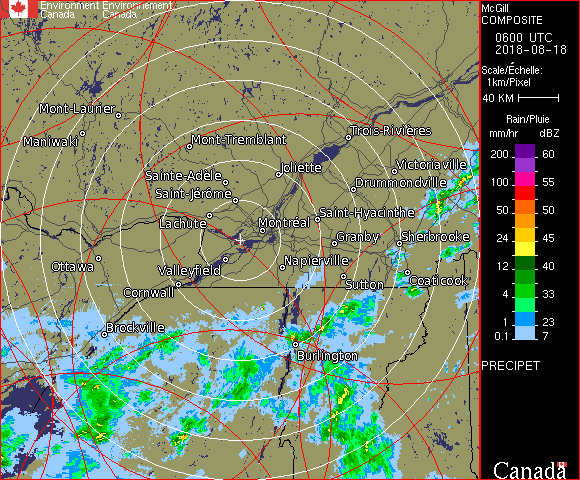 Environment Environnement
Canada Canada
McGill
COMPOSITE
0600 UTC
2018-08-18
Scale/Échelle:
1km/Pixel
40 KM
Rain/Pluie
mm/hr dBZ
200 60
100 55
50 50
24 45
12 40
4 33
1 23
0.1 7
PRECIPET
Canada
Mont-Laurier
Maniwaki
Mont-Tremblant
Trois-Rivières
Joliette
Victoriaville
Sainte-Adèle
Drummondville
Saint-Jérôme
Lachute
Saint-Hyacinthe
Montréal
Granby
Sherbrooke
Ottawa
Valleyfield
Napierville
Cornwall
Sutton
Coaticook
Brockville
Burlington